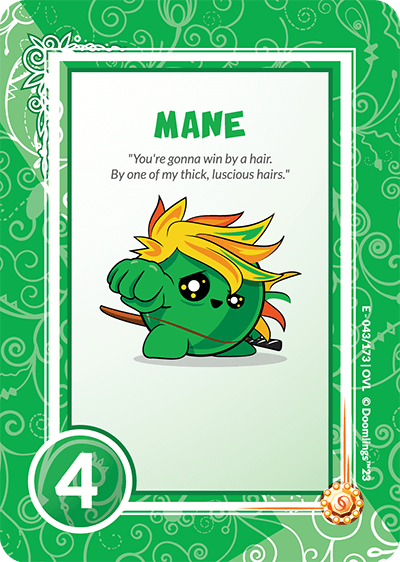 MANE
"You're gonna win by a hair.
By one of my thick, luscious hairs."
E - 043/173 | OVL © Doomlings™ 23
4